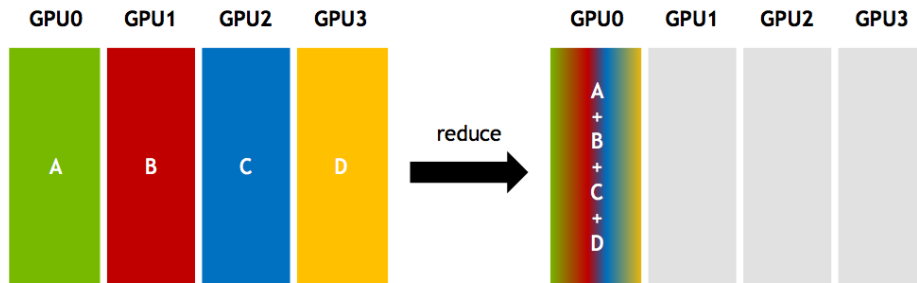 GPU0 GPU1 GPU2 GPU3 GPU0 GPU1 GPU2 GPU3
A B C D
reduce
A
+
B
+
C
+
D